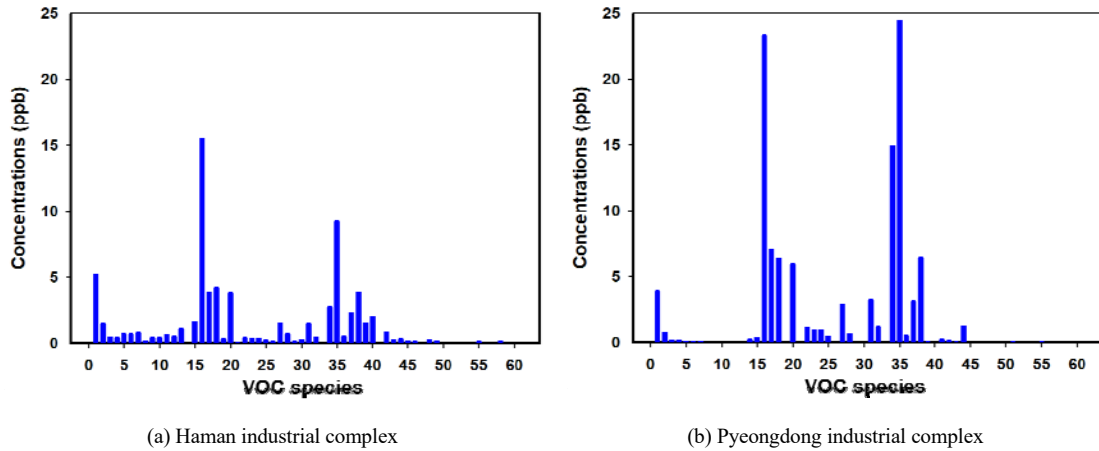 25
20
15
10
5
0
Concentrations (ppb)
0 5 10 15 20 25 30 35 40 45 50 55 60
VOC species
(a) Haman industrial complex
25
20
15
10
5
0
Concentrations (ppb)
0 5 10 15 20 25 30 35 40 45 50 55 60
VOC species
(b) Pyeongdong industrial complex